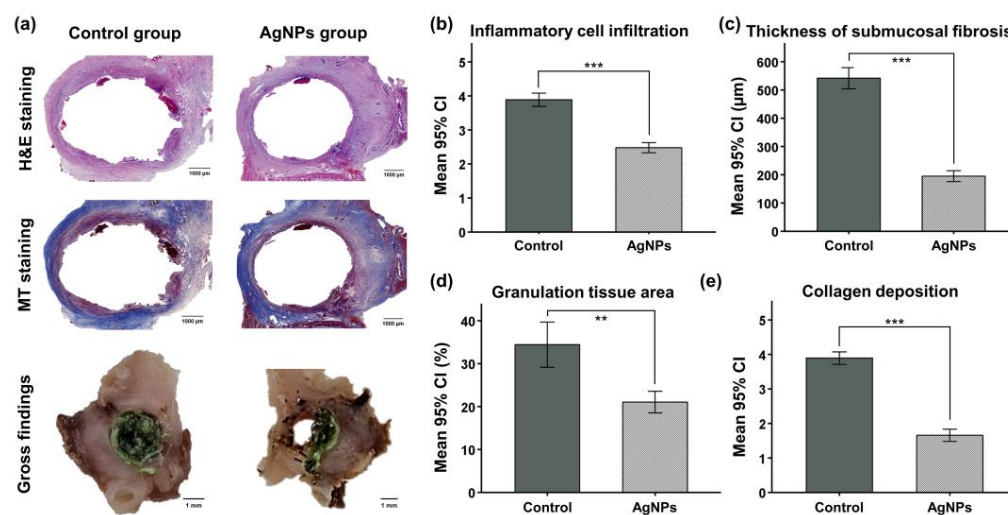 (a)
Control group
AgNPs group
H&E staining
1000 µm
1000 µm
MT staining
1000 µm
1000 µm
Gross findings
1 mm
1 mm
(b)
Inflammatory cell infiltration
Mean 95% CI
6
4
2
0
***
Control
AgNPs
(c)
Thickness of submucosal fibrosis
Mean 95% CI (µm)
600
500
400
300
200
100
0
***
Control
AgNPs
(d)
Granulation tissue area
Mean 95% CI (%)
40
30
20
10
0
**
Control
AgNPs
(e)
Collagen deposition
Mean 95% CI
5
4
3
2
1
0
***
Control
AgNPs